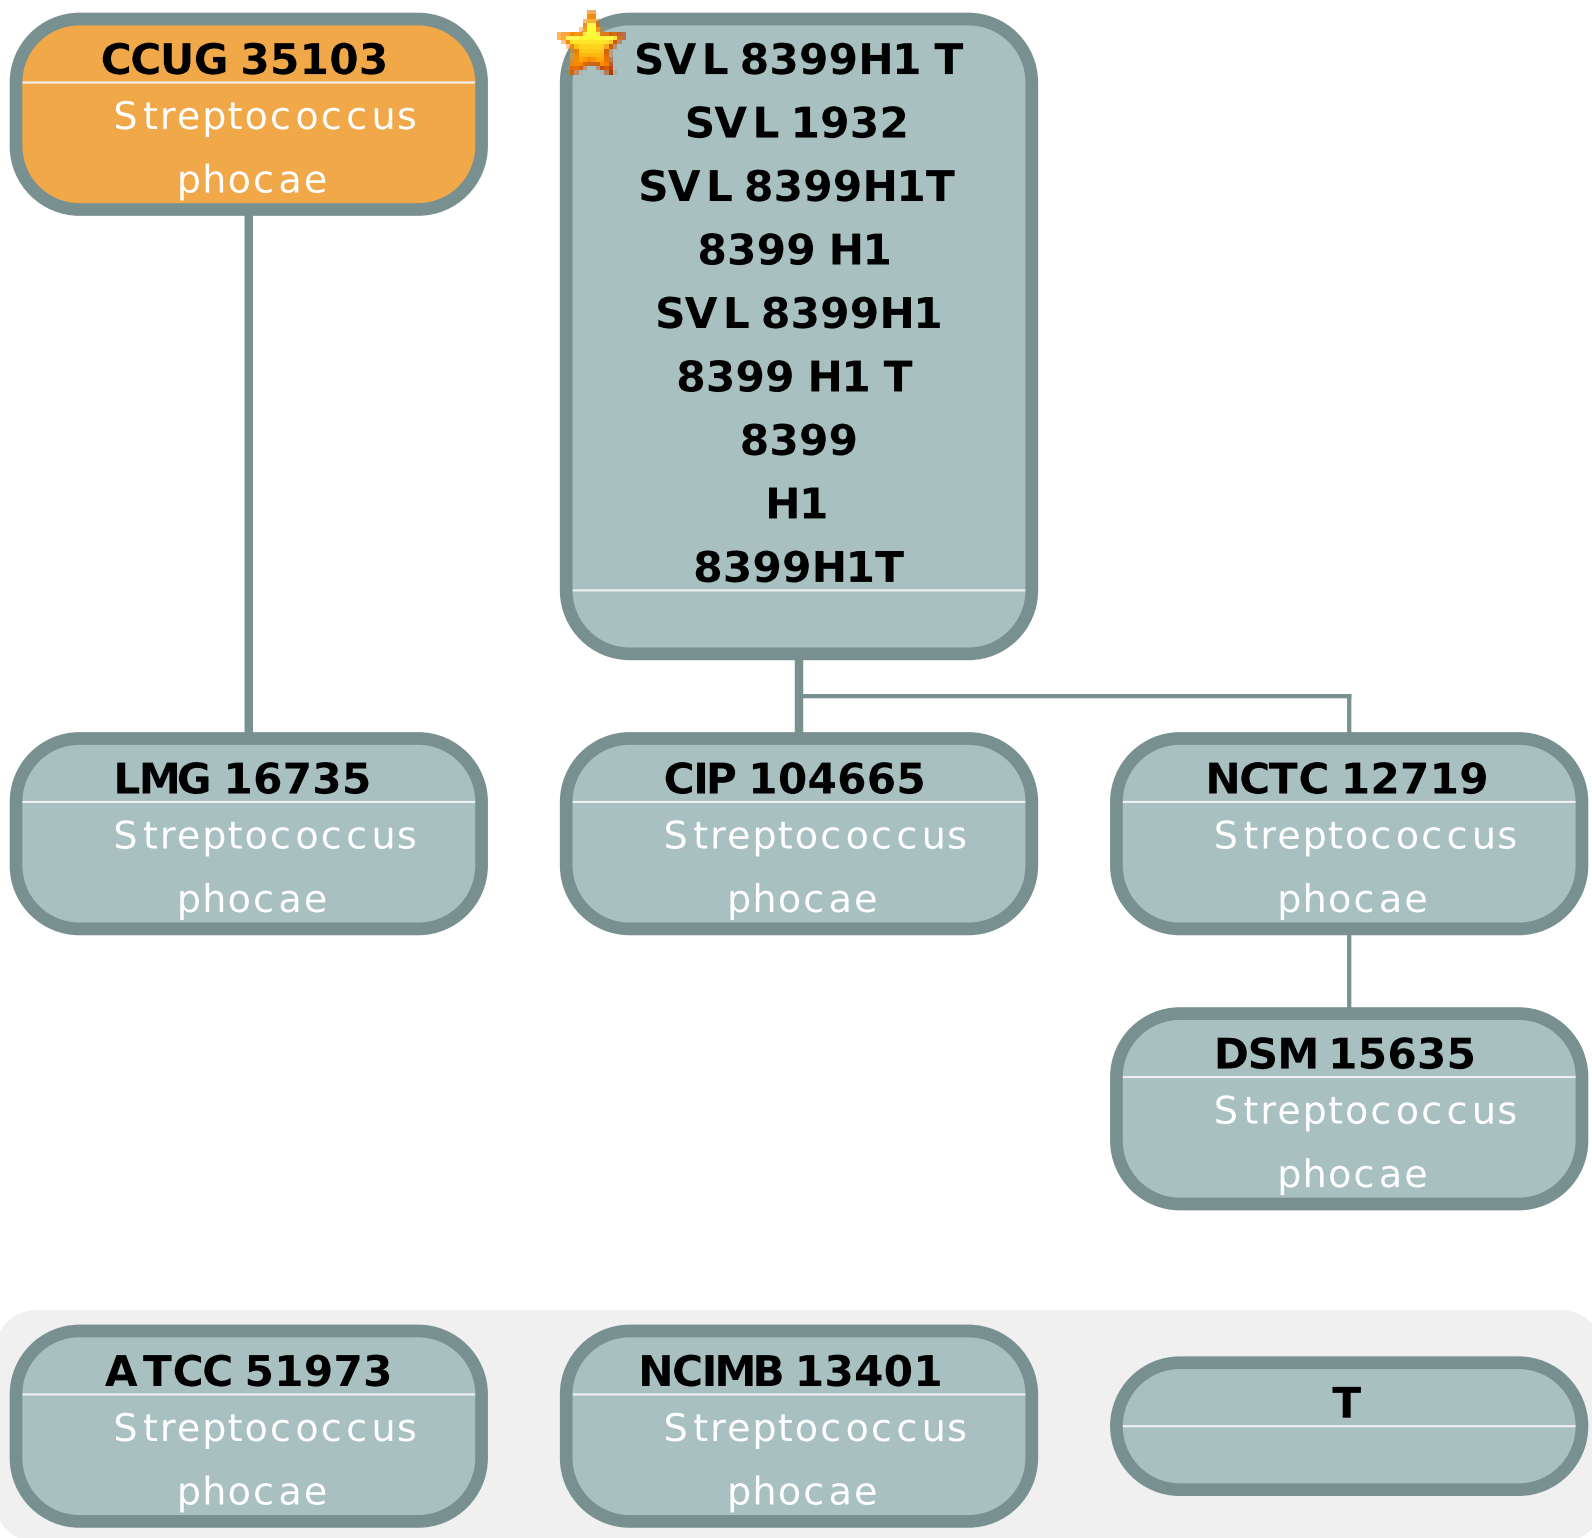 CCUG 35103
Streptococcus
phocae
SVL 8399H1 T
SVL 1932
SVL 8399H1T
8399 H1
SVL 8399H1
8399 H1 T
8399
H1
8399H1T
LMG 16735
Streptococcus
phocae
CIP 104665
Streptococcus
phocae
NCTC 12719
Streptococcus
phocae
DSM 15635
Streptococcus
phocae
ATCC 51973
Streptococcus
phocae
NCIMB 13401
Streptococcus
phocae
T